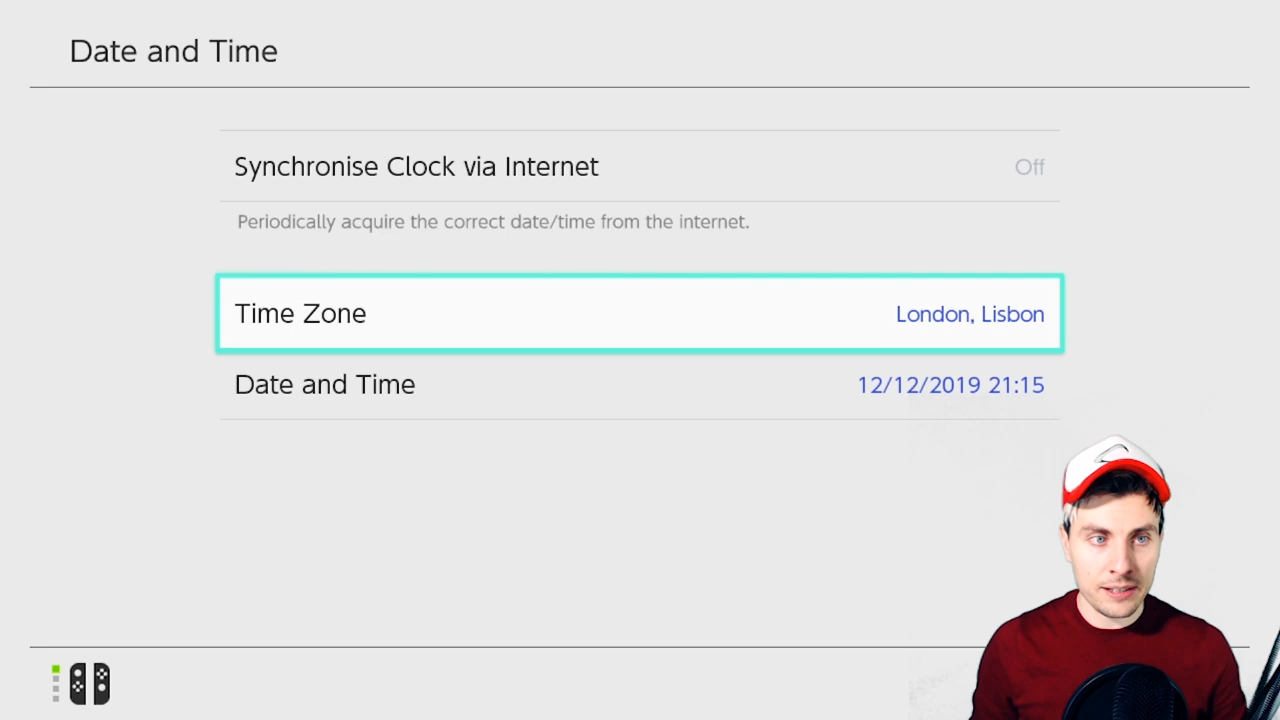 Date and Time
Synchronise Clock via Internet Off
Periodically acquire the correct date/time from the internet.
Time Zone London, Lisbon
Date and Time 12/12/2019 21:15